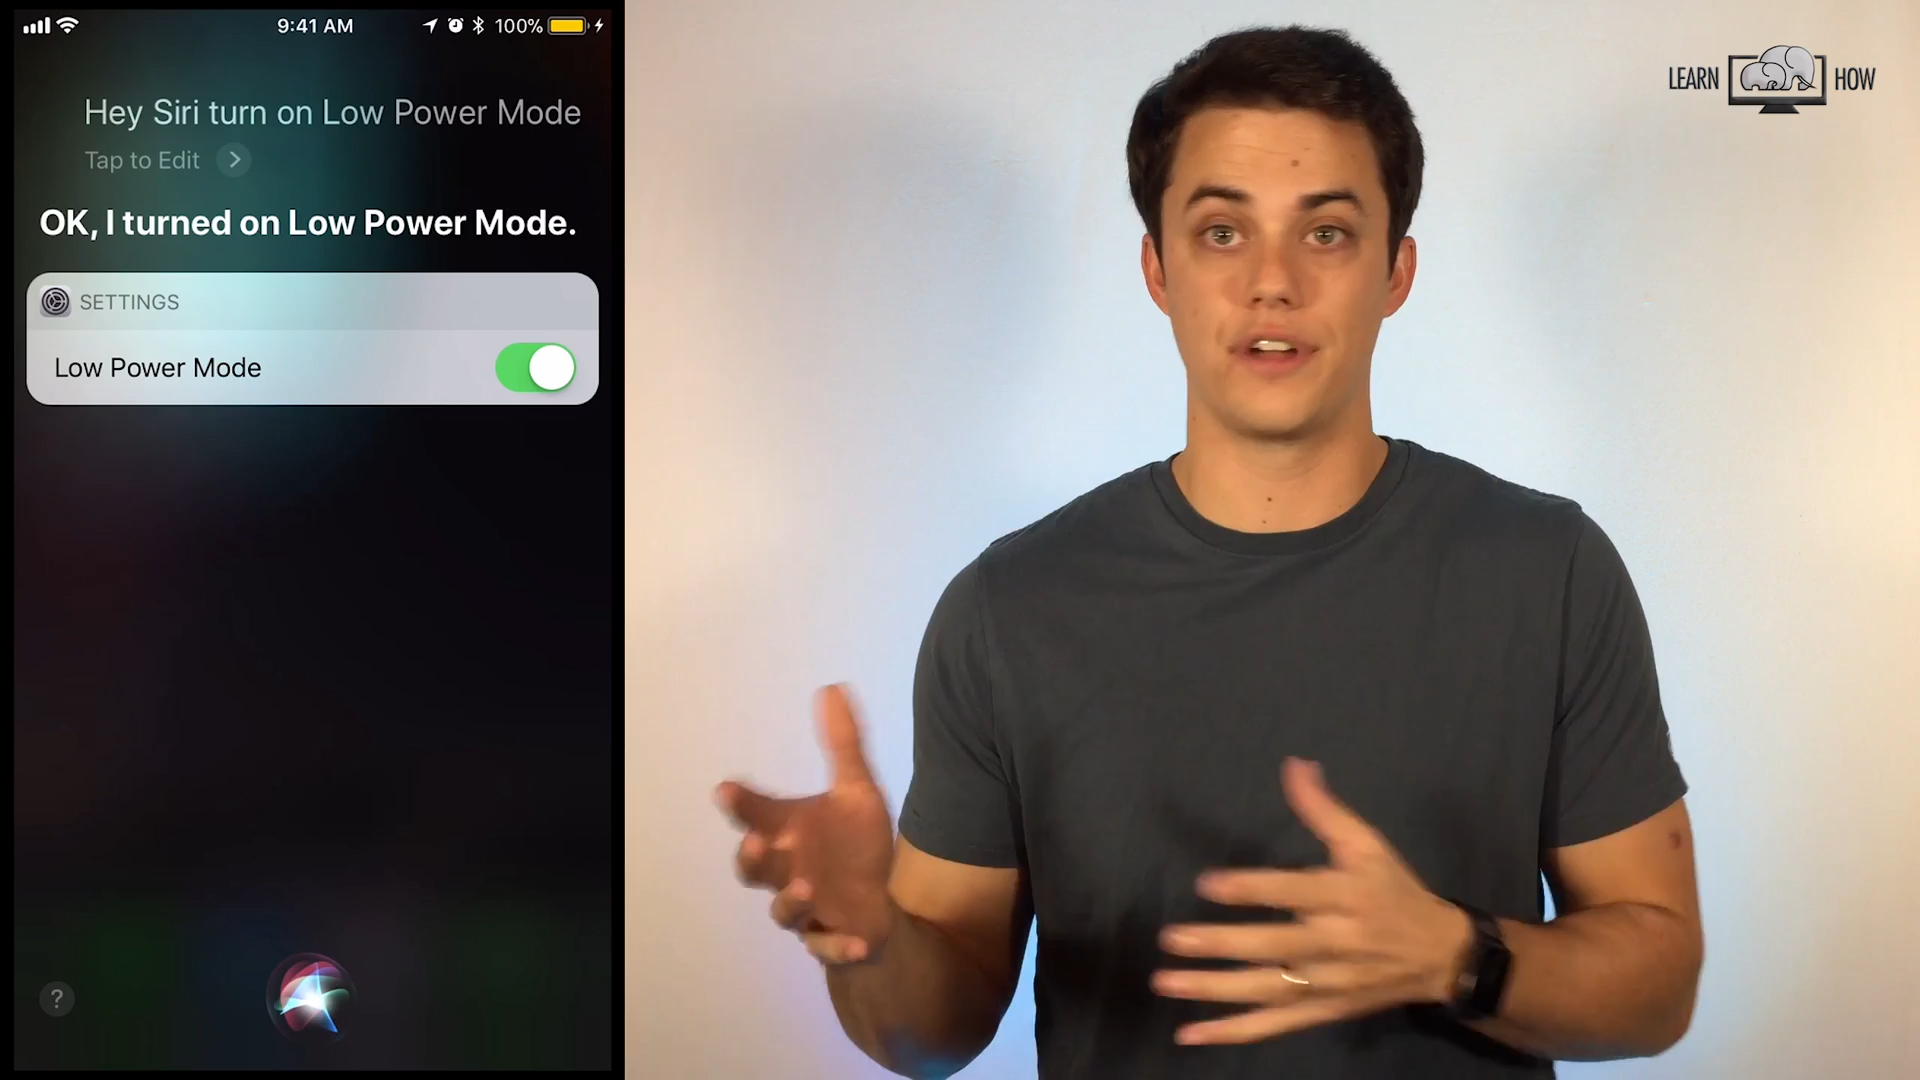 9:41 AM
100%
Hey Siri turn on Low Power Mode
Tap to Edit
OK, I turned on Low Power Mode.
SETTINGS
Low Power Mode
?
LEARN HOW